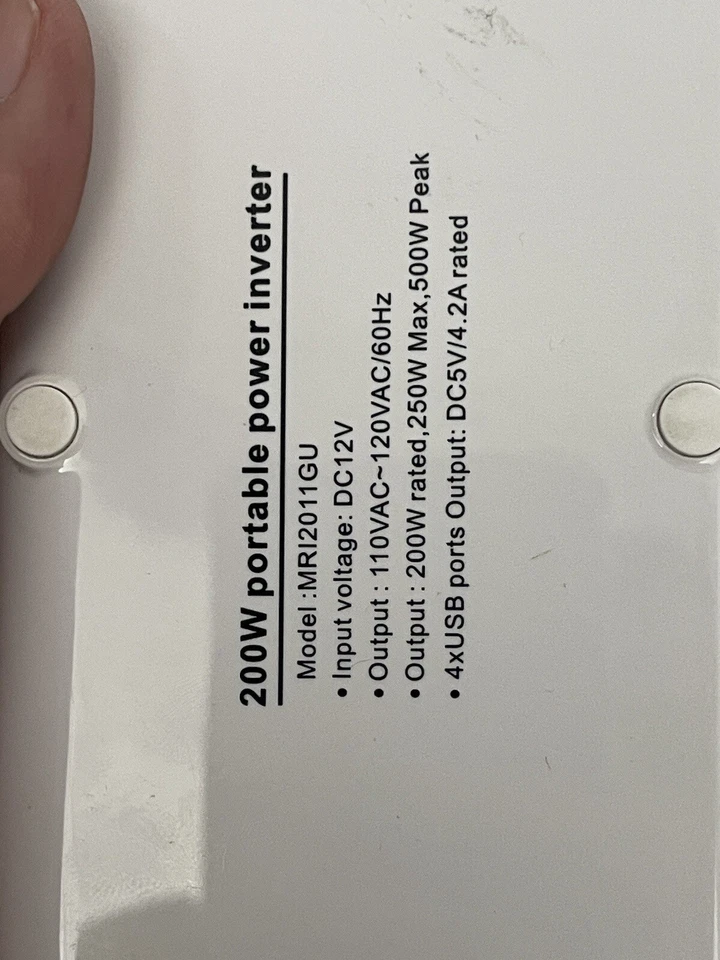 200W portable power inverter
Model :MRI2011GU
• Input voltage: DC12V
• Output : 110VAC~120VAC/60Hz
• Output : 200W rated,250W Max,500W Peak
• 4xUSB ports Output: DC5V/4.2A rated